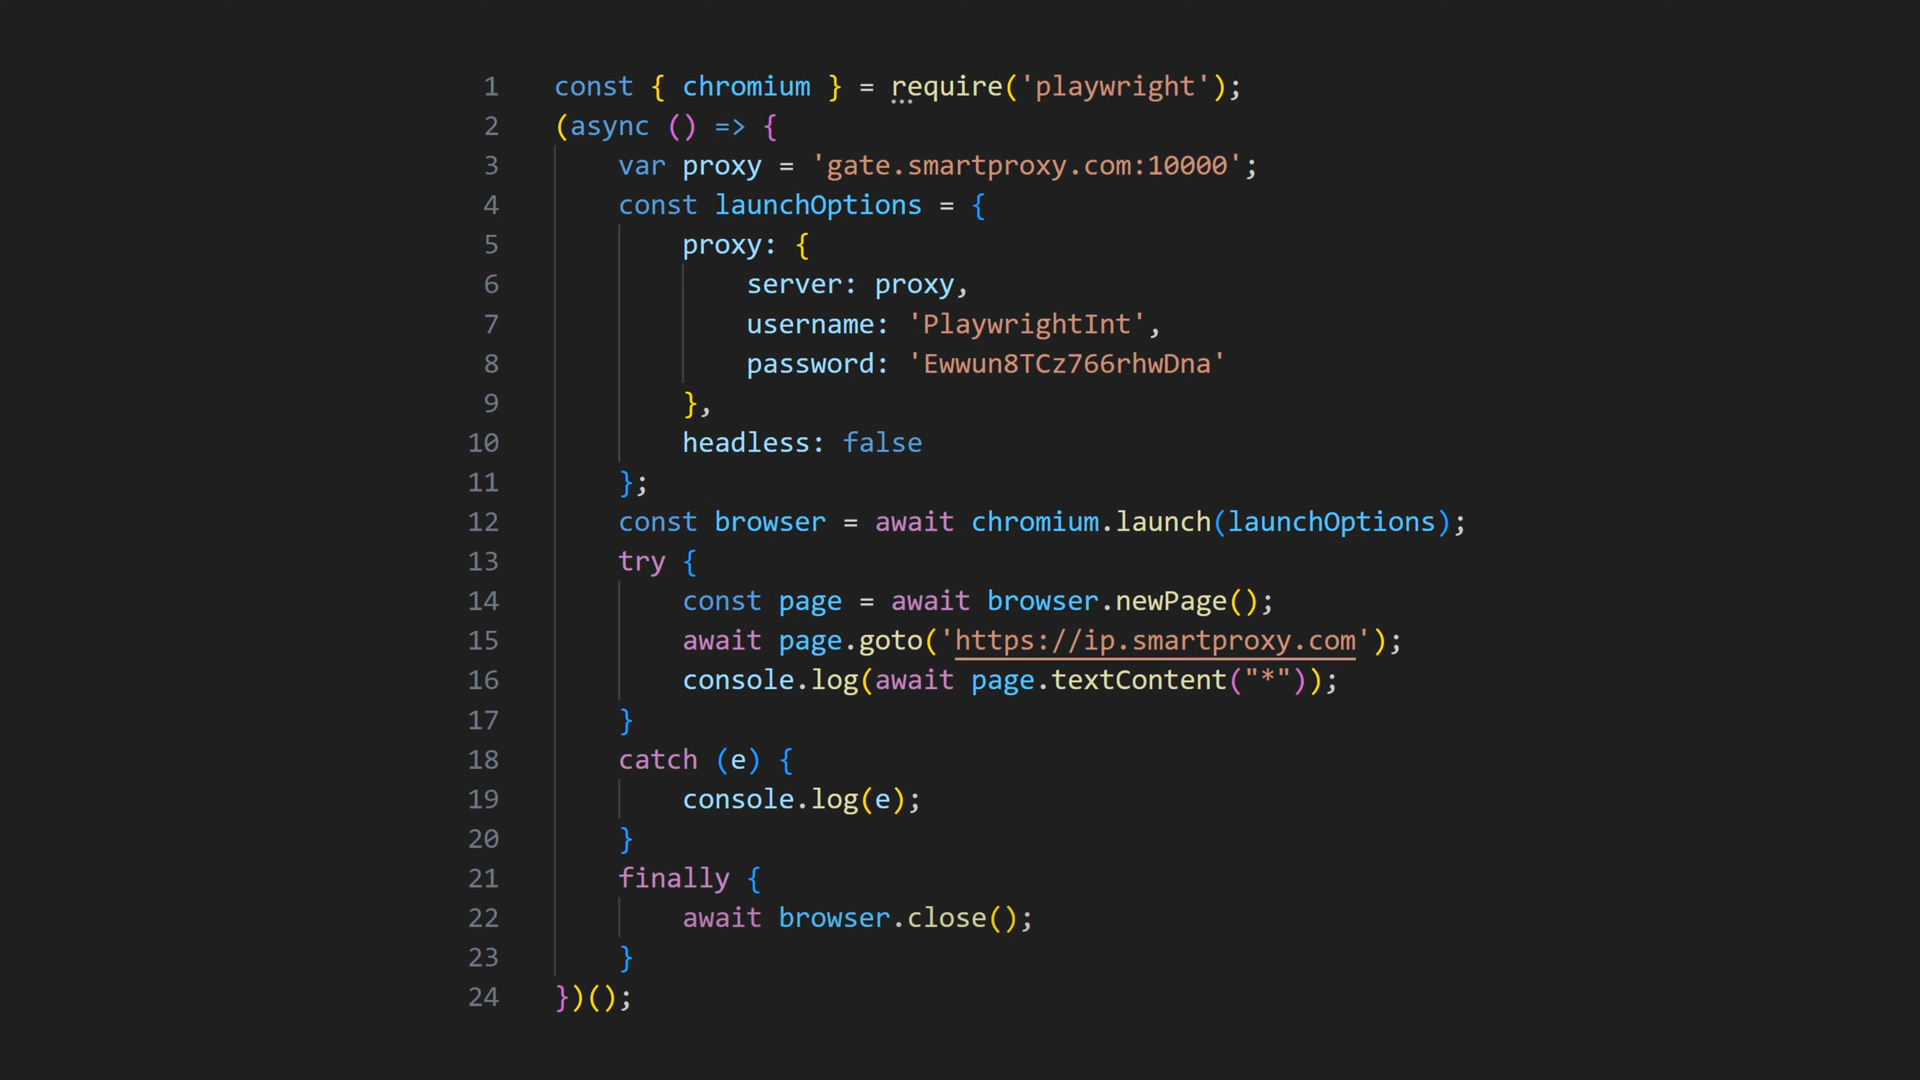 1 const { chromium } = require('playwright');
2 (async () => {
3 var proxy = 'gate.smartproxy.com:10000';
4 const launchOptions = {
5 proxy: {
6 server: proxy,
7 username: 'PlaywrightInt',
8 password: 'Ewwun8TCz766rhwDna'
9 },
10 headless: false
11 };
12 const browser = await chromium.launch(launchOptions);
13 try {
14 const page = await browser.newPage();
15 await page.goto('https://ip.smartproxy.com');
16 console.log(await page.textContent("*"));
17 }
18 catch (e) {
19 console.log(e);
20 }
21 finally {
22 await browser.close();
23 }
24 })();